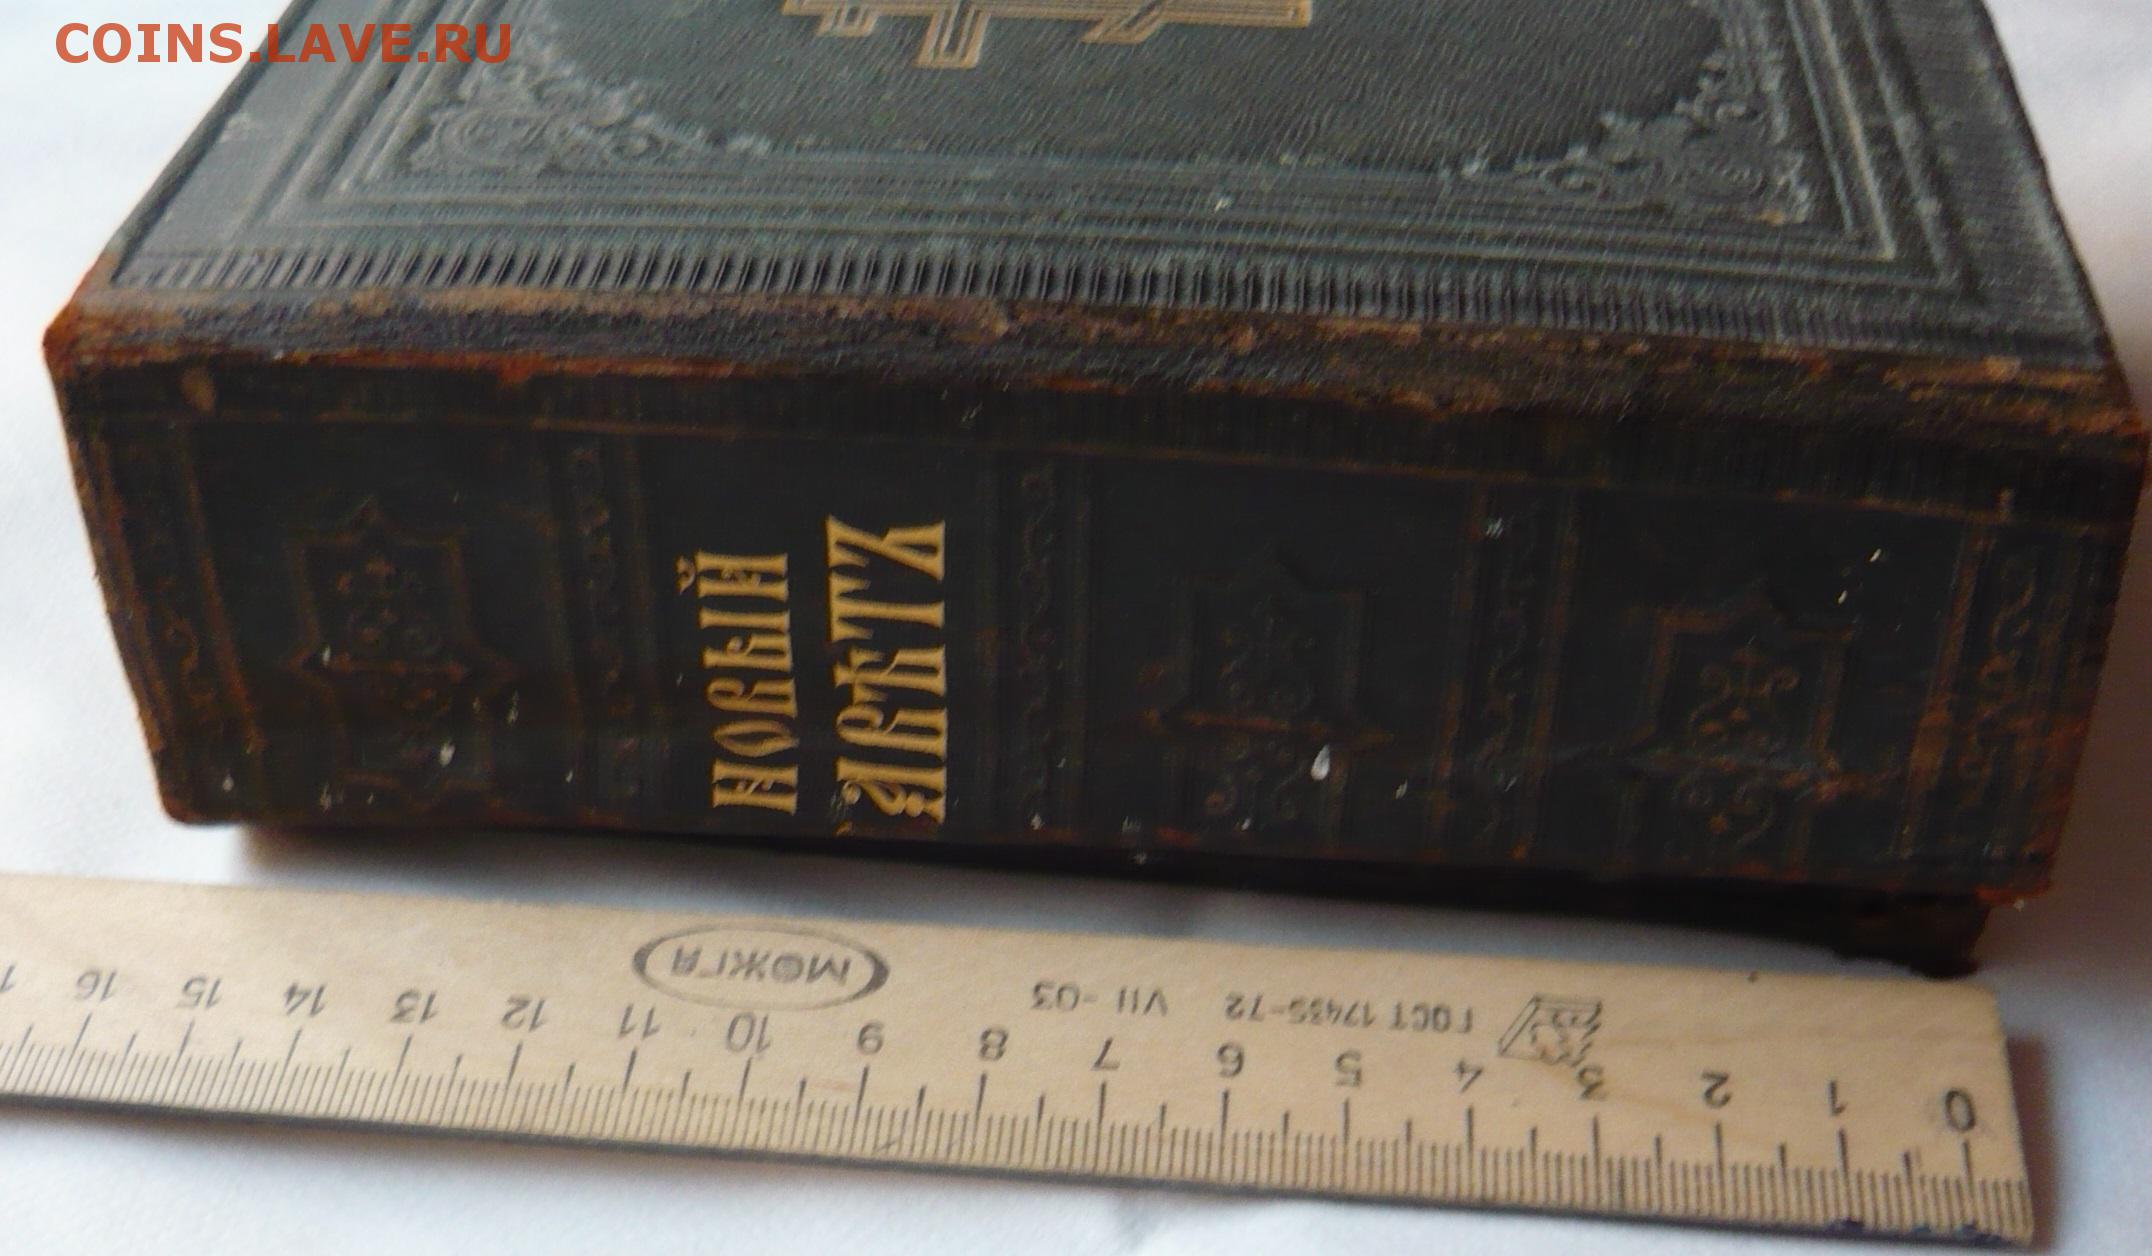 COINS.LAVE.RU
НОВЫЙ
ЗАВѢТЪ
МОЖГА
ГОСТ 17435-72 VII-03
0 1 2 3 4 5 6 7 8 9 10 11 12 13 14 15 16